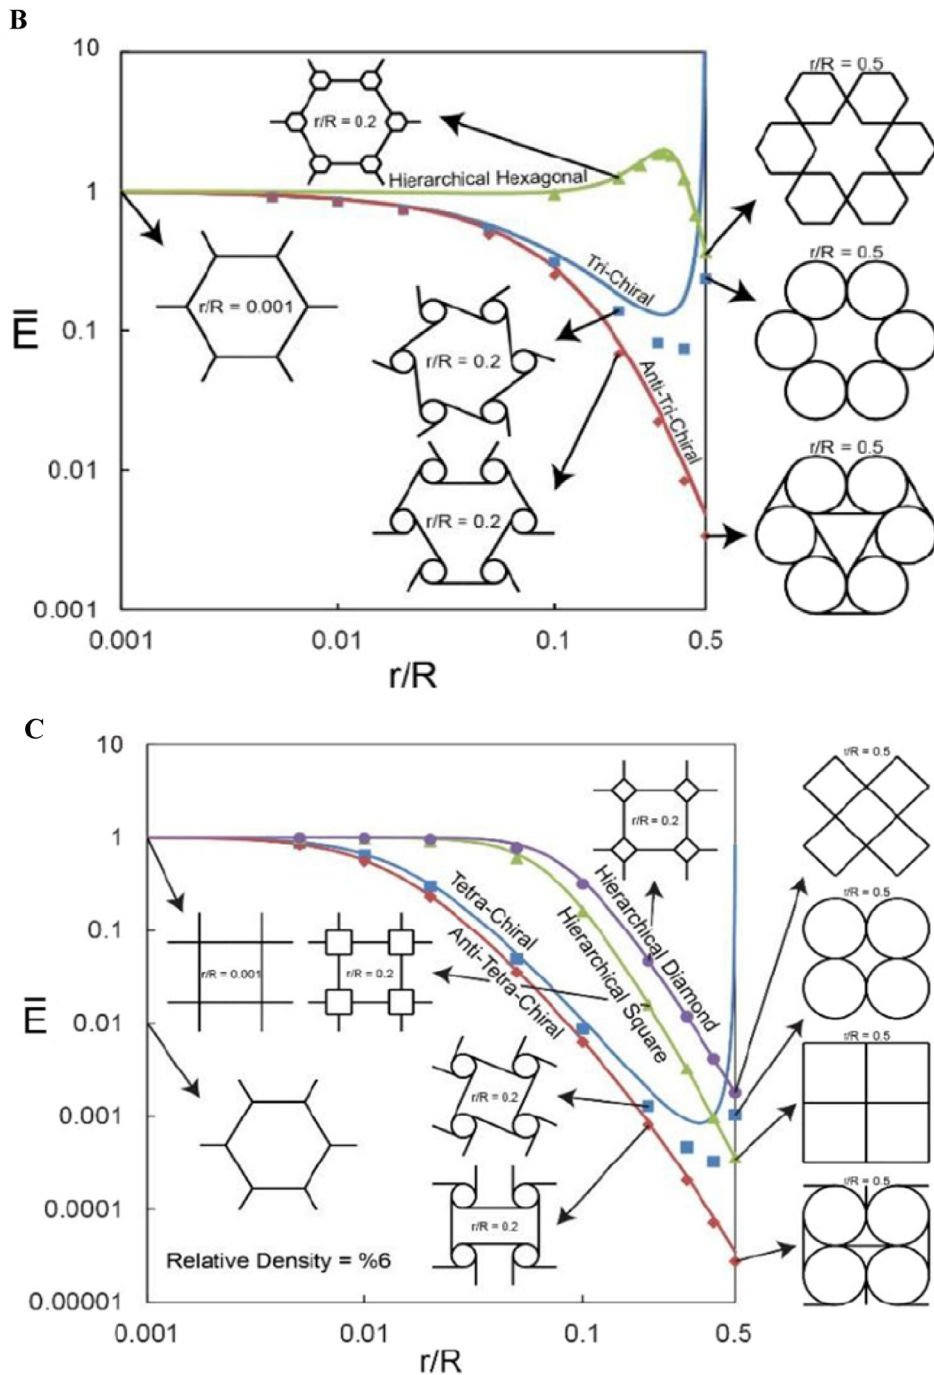 B
10
r/R = 0.5
r/R = 0.2
Hierarchical Hexagonal
1
r/R = 0.5
Tri-Chiral
r/R = 0.001
E
0.1
r/R = 0.2
Anti-Tri-Chiral
r/R = 0.5
0.01
r/R = 0.2
0.001
0.001
0.01
0.1
0.5
r/R
C
10
r/R = 0.5
r/R = 0.2
1
Tetra-Chiral
Anti-Tetra-Chiral
Hierarchical Square
Hierarchical Diamond
r/R = 0.5
0.1
r/R = 0.001
r/R = 0.2
E
0.01
r/R = 0.5
r/R = 0.2
0.001
r/R = 0.5
0.0001
r/R = 0.2
Relative Density = %6
0.00001
0.001
0.01
0.1
0.5
r/R